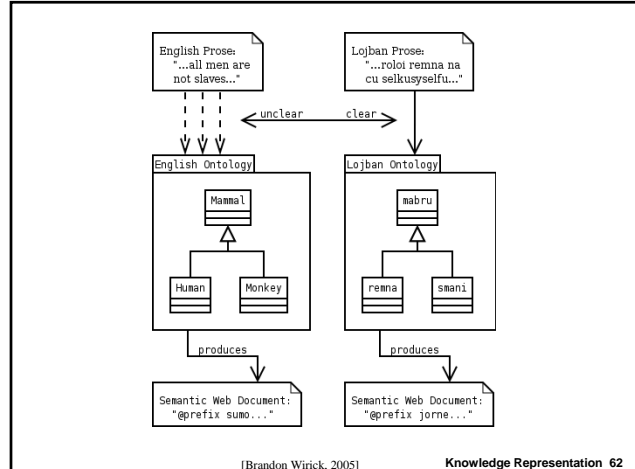 English Prose:
"...all men are
not slaves..."
Lojban Prose:
"...roloi remna na
cu selkusyselfu..."
unclear clear
English Ontology
Mammal
Human Monkey
Lojban Ontology
mabru
remna smani
produces
produces
Semantic Web Document:
"@prefix sumo..."
Semantic Web Document:
"@prefix jorne..."
[Brandon Wirick, 2005]
Knowledge Representation 62